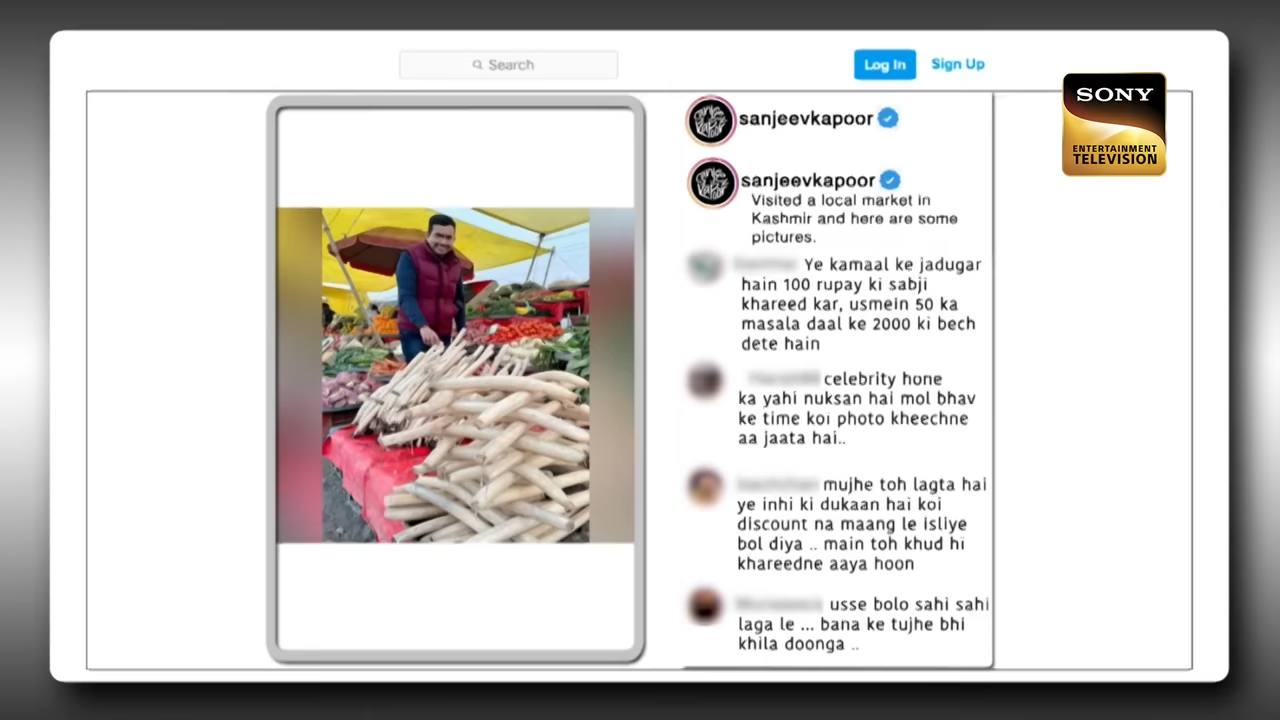 Search
Log In
Sign Up
SONY
ENTERTAINMENT
TELEVISION
sanjeevkapoor
sanjeevkapoor
Visited a local market in
Kashmir and here are some
pictures.
Ye kamaal ke jadugar
hain 100 rupay ki sabji
khareed kar, usmein 50 ka
masala daal ke 2000 ki bech
dete hain
celebrity hone
ka yahi nuksan hai mol bhav
ke time koi photo kheechne
aa jaata hai..
mujhe toh lagta hai
ye inhi ki dukaan hai koi
discount na maang le isliye
bol diya .. main toh khud hi
khareedne aaya hoon
usse bolo sahi sahi
laga le ... bana ke tujhe bhi
khila doonga ..